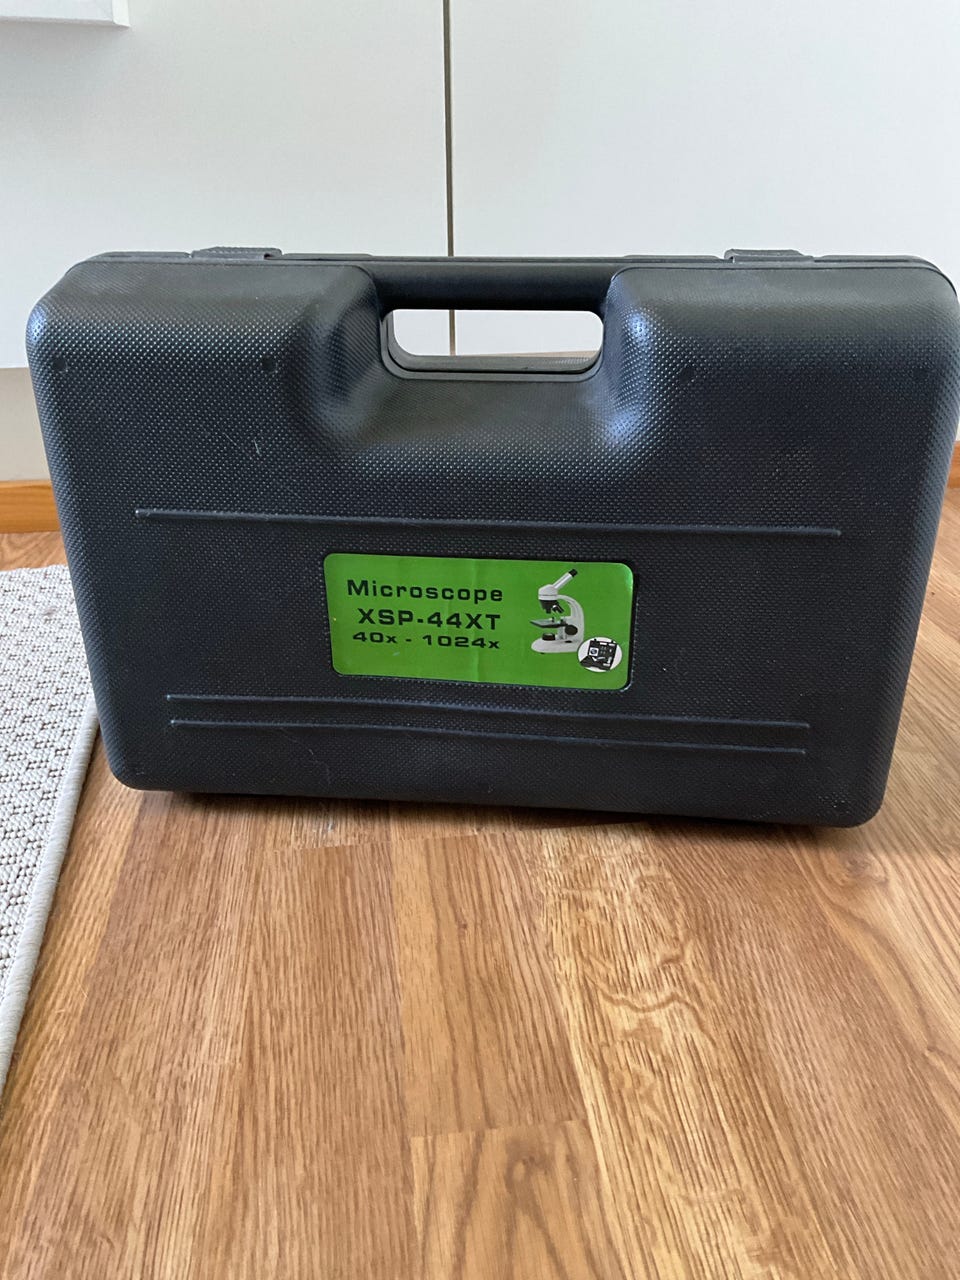 Microscope
XSP-44XT
40x - 1024x